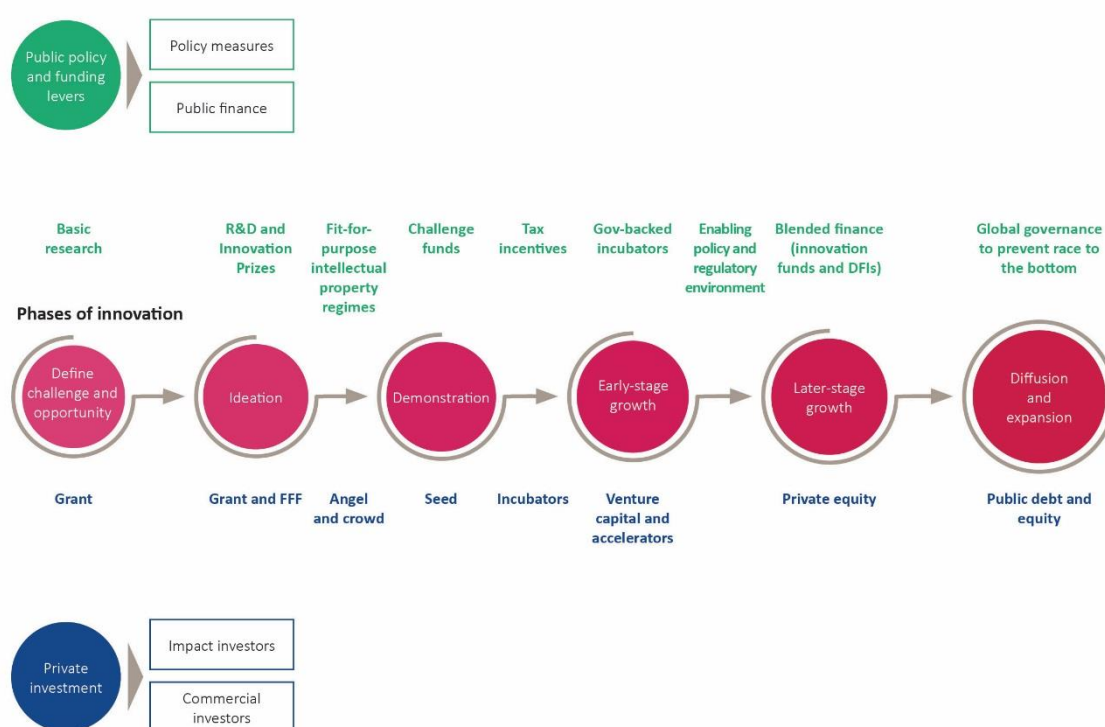 Public policy
and funding
levers
Policy measures
Public finance
Basic
research
R&D and
Innovation
Prizes
Fit-for-
purpose
intellectual
property
regimes
Challenge
funds
Tax
incentives
Gov-backed
incubators
Enabling
policy and
regulatory
environment
Blended finance
(innovation
funds and DFIs)
Global governance
to prevent race to
the bottom
Phases of innovation
Define
challenge and
opportunity
Ideation
Demonstration
Early-stage
growth
Later-stage
growth
Diffusion
and
expansion
Grant
Grant and FFF
Angel
and crowd
Seed
Incubators
Venture
capital and
accelerators
Private equity
Public debt and
equity
Private
investment
Impact investors
Commercial
investors